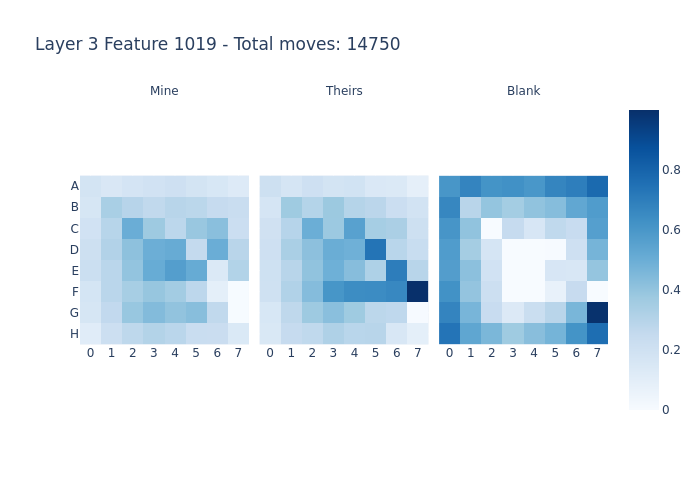 Layer 3 Feature 1019 - Total moves: 14750
Mine Theirs Blank
A
B
C
D
E
F
G
H
0 1 2 3 4 5 6 7 0 1 2 3 4 5 6 7 0 1 2 3 4 5 6 7
0.8
0.6
0.4
0.2
0